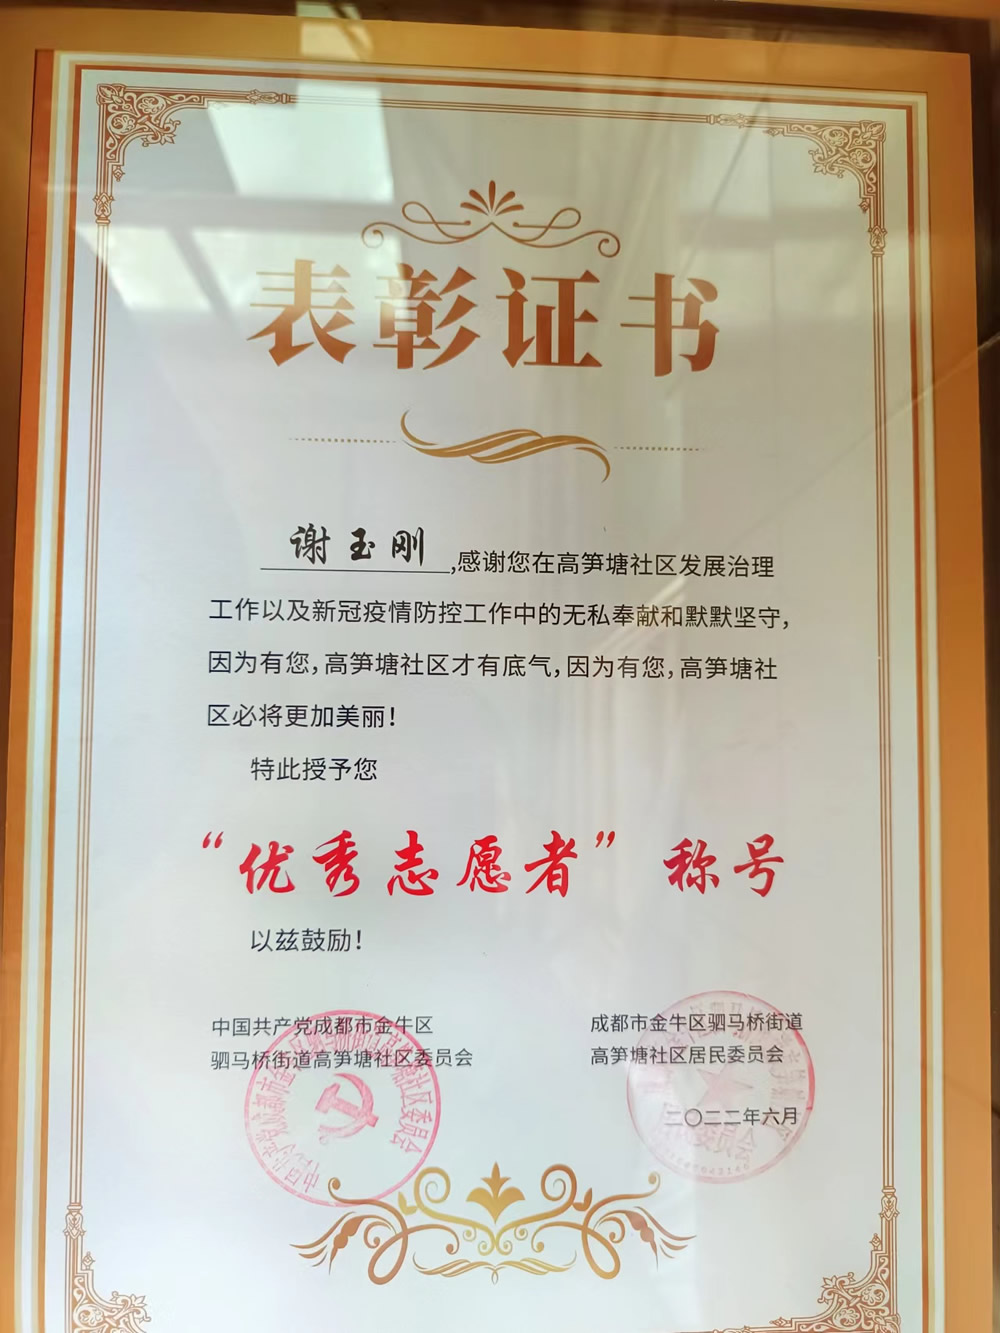 表彰证书
谢玉刚,感谢您在高笋塘社区发展治理
工作以及新冠疫情防控工作中的无私奉献和默默坚守,
因为有您,高笋塘社区才有底气,因为有您,高笋塘社
区必将更加美丽!
特此授予您
“优秀志愿者”称号
以兹鼓励!
中国共产党成都市金牛区
驷马桥街道高笋塘社区委员会
成都市金牛区驷马桥街道
高笋塘社区居民委员会
二〇二二年六月